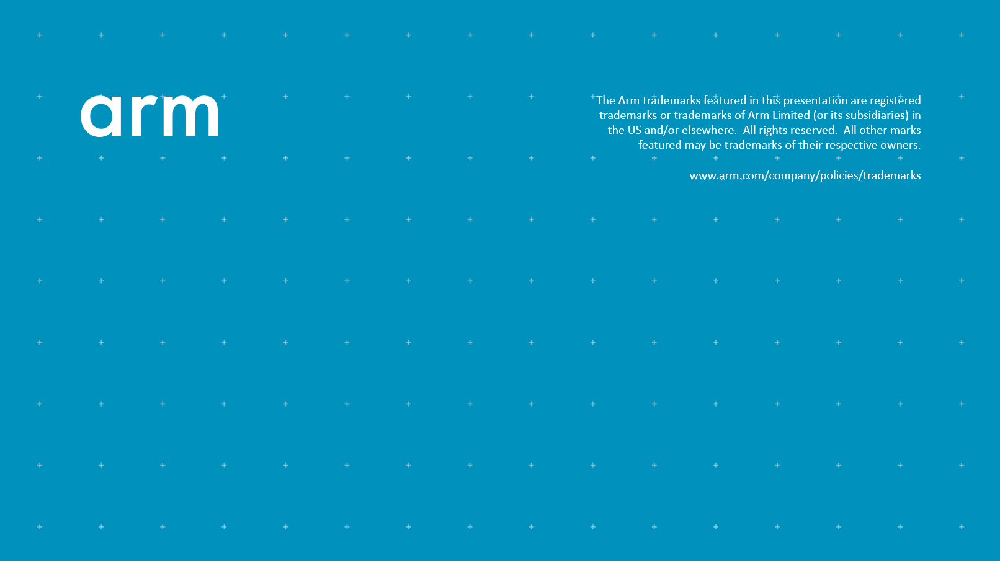 arm
The Arm trademarks featured in this presentation are registered
trademarks or trademarks of Arm Limited (or its subsidiaries) in
the US and/or elsewhere.  All rights reserved.  All other marks
featured may be trademarks of their respective owners.
www.arm.com/company/policies/trademarks